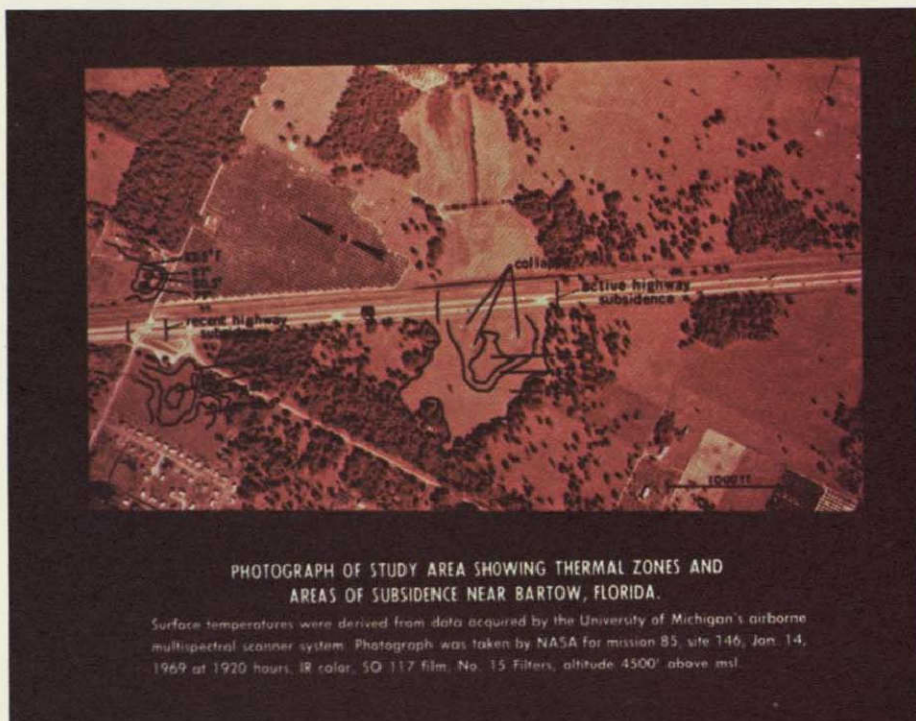 collapse
active highway
subsidence
recent highway
1000 FT
PHOTOGRAPH OF STUDY AREA SHOWING THERMAL ZONES AND
AREAS OF SUBSIDENCE NEAR BARTOW, FLORIDA.
Surface temperatures were derived from data acquired by the University of Michigan's airborne
multispectral scanner system. Photograph was taken by NASA for mission 85, site 146, Jan. 14,
1969 at 1920 hours, IR color, SO 117 film, No. 15 Filters, altitude 4500' above msl.